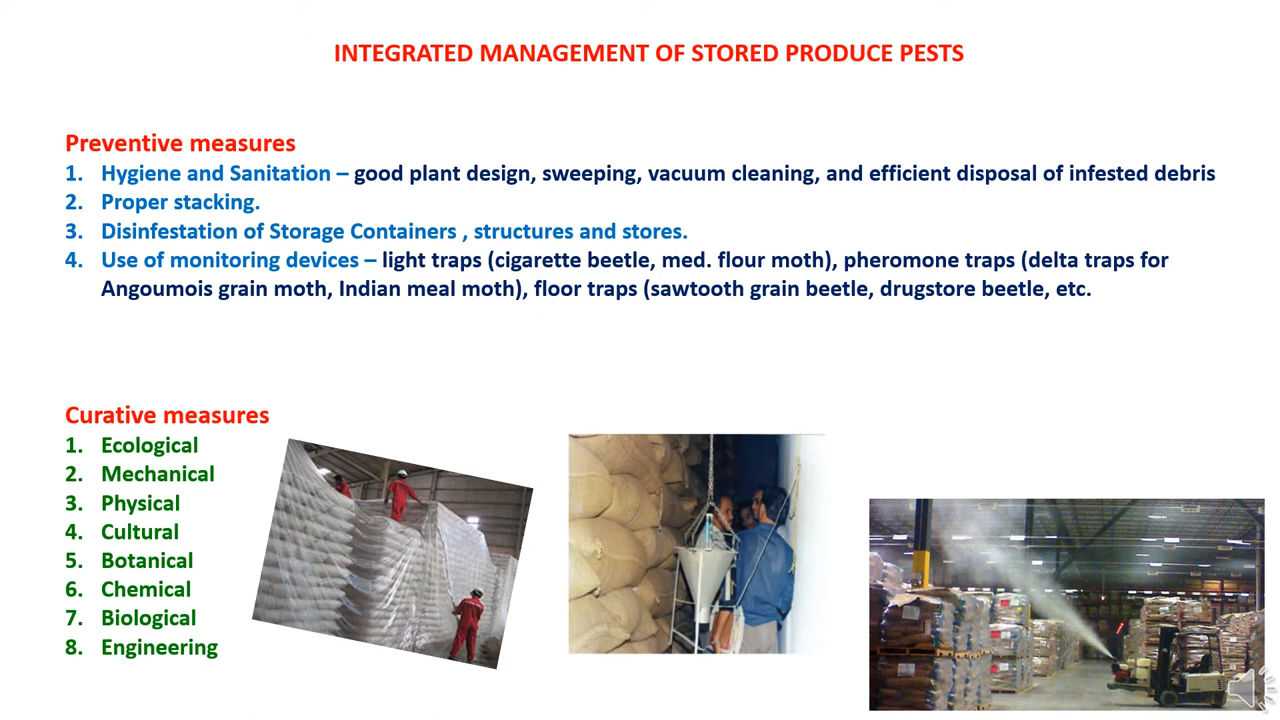 INTEGRATED MANAGEMENT OF STORED PRODUCE PESTS
Preventive measures
1. Hygiene and Sanitation – good plant design, sweeping, vacuum cleaning, and efficient disposal of infested debris
2. Proper stacking.
3. Disinfestation of Storage Containers , structures and stores.
4. Use of monitoring devices – light traps (cigarette beetle, med. flour moth), pheromone traps (delta traps for
Angoumois grain moth, Indian meal moth), floor traps (sawtooth grain beetle, drugstore beetle, etc.
Curative measures
1. Ecological
2. Mechanical
3. Physical
4. Cultural
5. Botanical
6. Chemical
7. Biological
8. Engineering